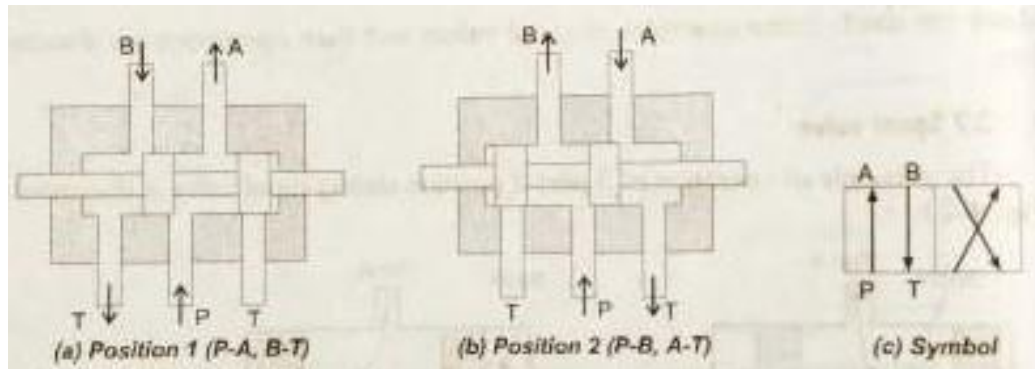 B A
B A
A B
P T
T P T
T P T
(a) Position 1 (P-A, B-T)
(b) Position 2 (P-B, A-T)
(c) Symbol